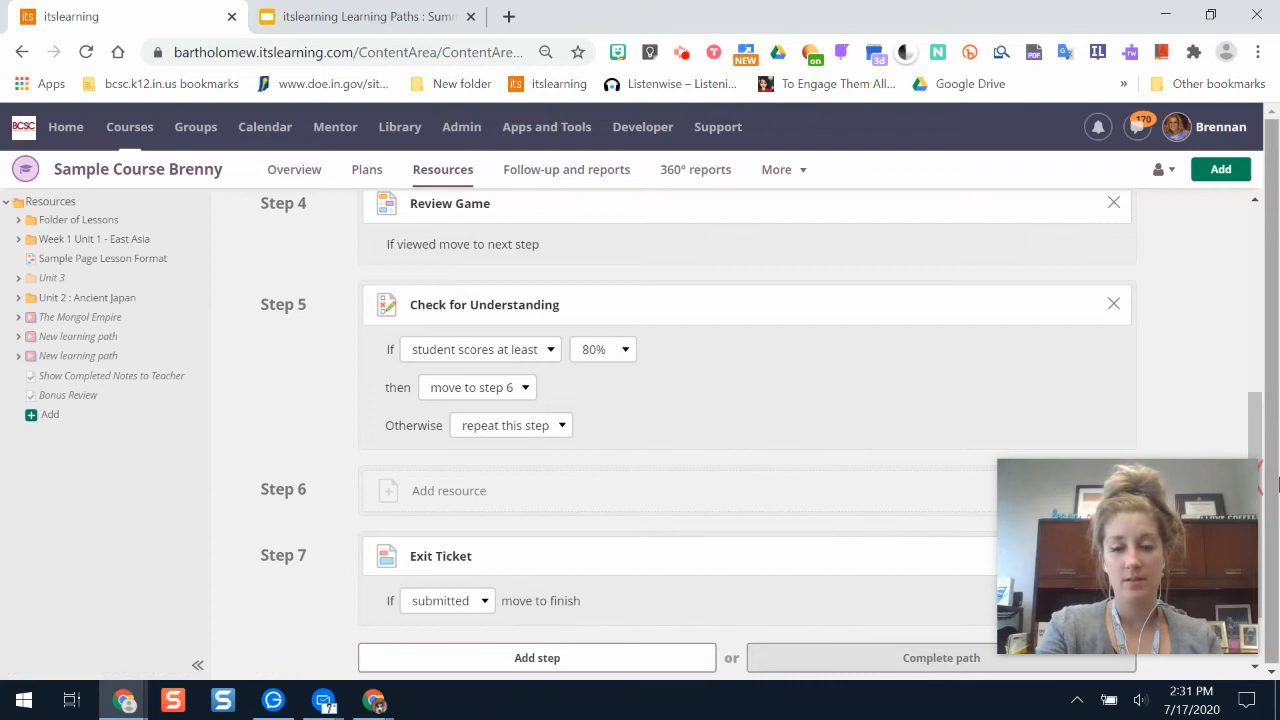 itslearning
itslearning Learning Paths : Sum
bartholomew.itslearning.com/ContentArea/ContentAre...
NEW
on
3d
PDF
IL
Apps
bcsc.k12.in.us bookmarks
www.doe.in.gov/sit...
New folder
itslearning
Listenwise – Listeni...
To Engage Them All...
Google Drive
»
Other bookmarks
BCSC
Home
Courses
Groups
Calendar
Mentor
Library
Admin
Apps and Tools
Developer
Support
170
Brennan
Sample Course Brenny
Overview
Plans
Resources
Follow-up and reports
360° reports
More
Add
Resources
Folder of Lessons
Week 1 Unit 1 - East Asia
Sample Page Lesson Format
Unit 3
Unit 2 : Ancient Japan
The Mongol Empire
New learning path
New learning path
Show Completed Notes to Teacher
Bonus Review
Add
Step 4
Review Game
If viewed move to next step
Step 5
Check for Understanding
If student scores at least 80%
then move to step 6
Otherwise repeat this step
Step 6
Add resource
Step 7
Exit Ticket
If submitted move to finish
Add step or Complete path
2:31 PM
7/17/2020